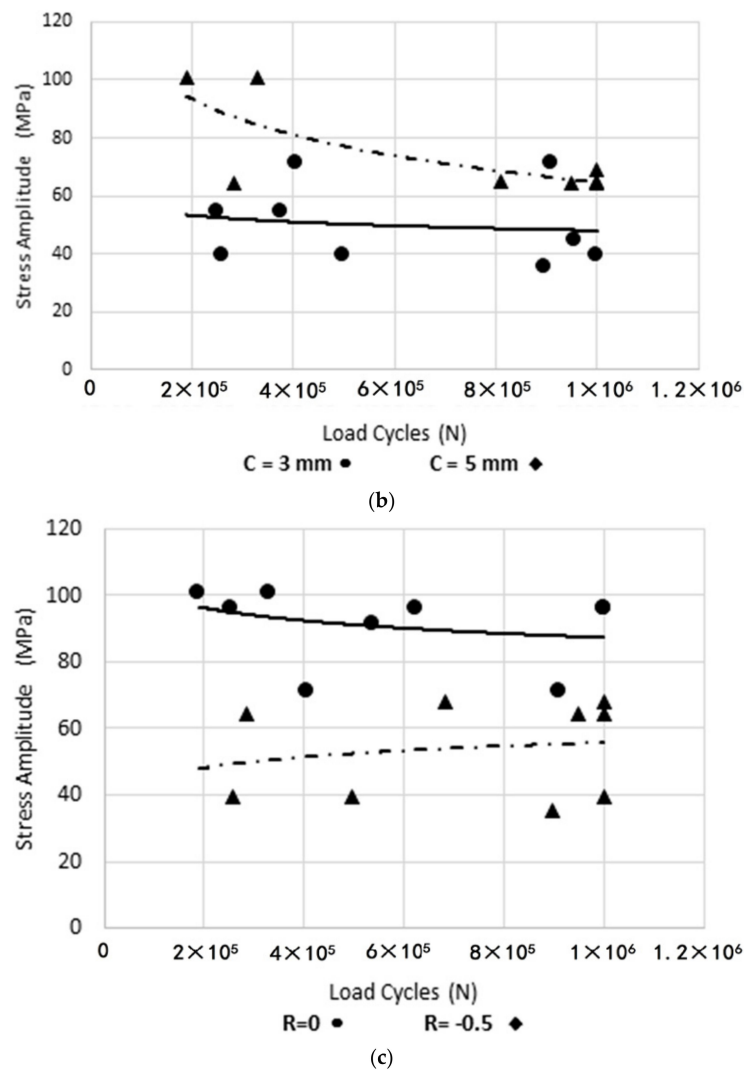 120
100
80
60
40
20
0
Stress Amplitude (MPa)
0 2×10⁵ 4×10⁵ 6×10⁵ 8×10⁵ 1×10⁶ 1.2×10⁶
Load Cycles (N)
C = 3 mm ● C = 5 mm ◆
(b)
120
100
80
60
40
20
0
Stress Amplitude (MPa)
0 2×10⁵ 4×10⁵ 6×10⁵ 8×10⁵ 1×10⁶ 1.2×10⁶
Load Cycles (N)
R=0 ● R= -0.5 ◆
(c)